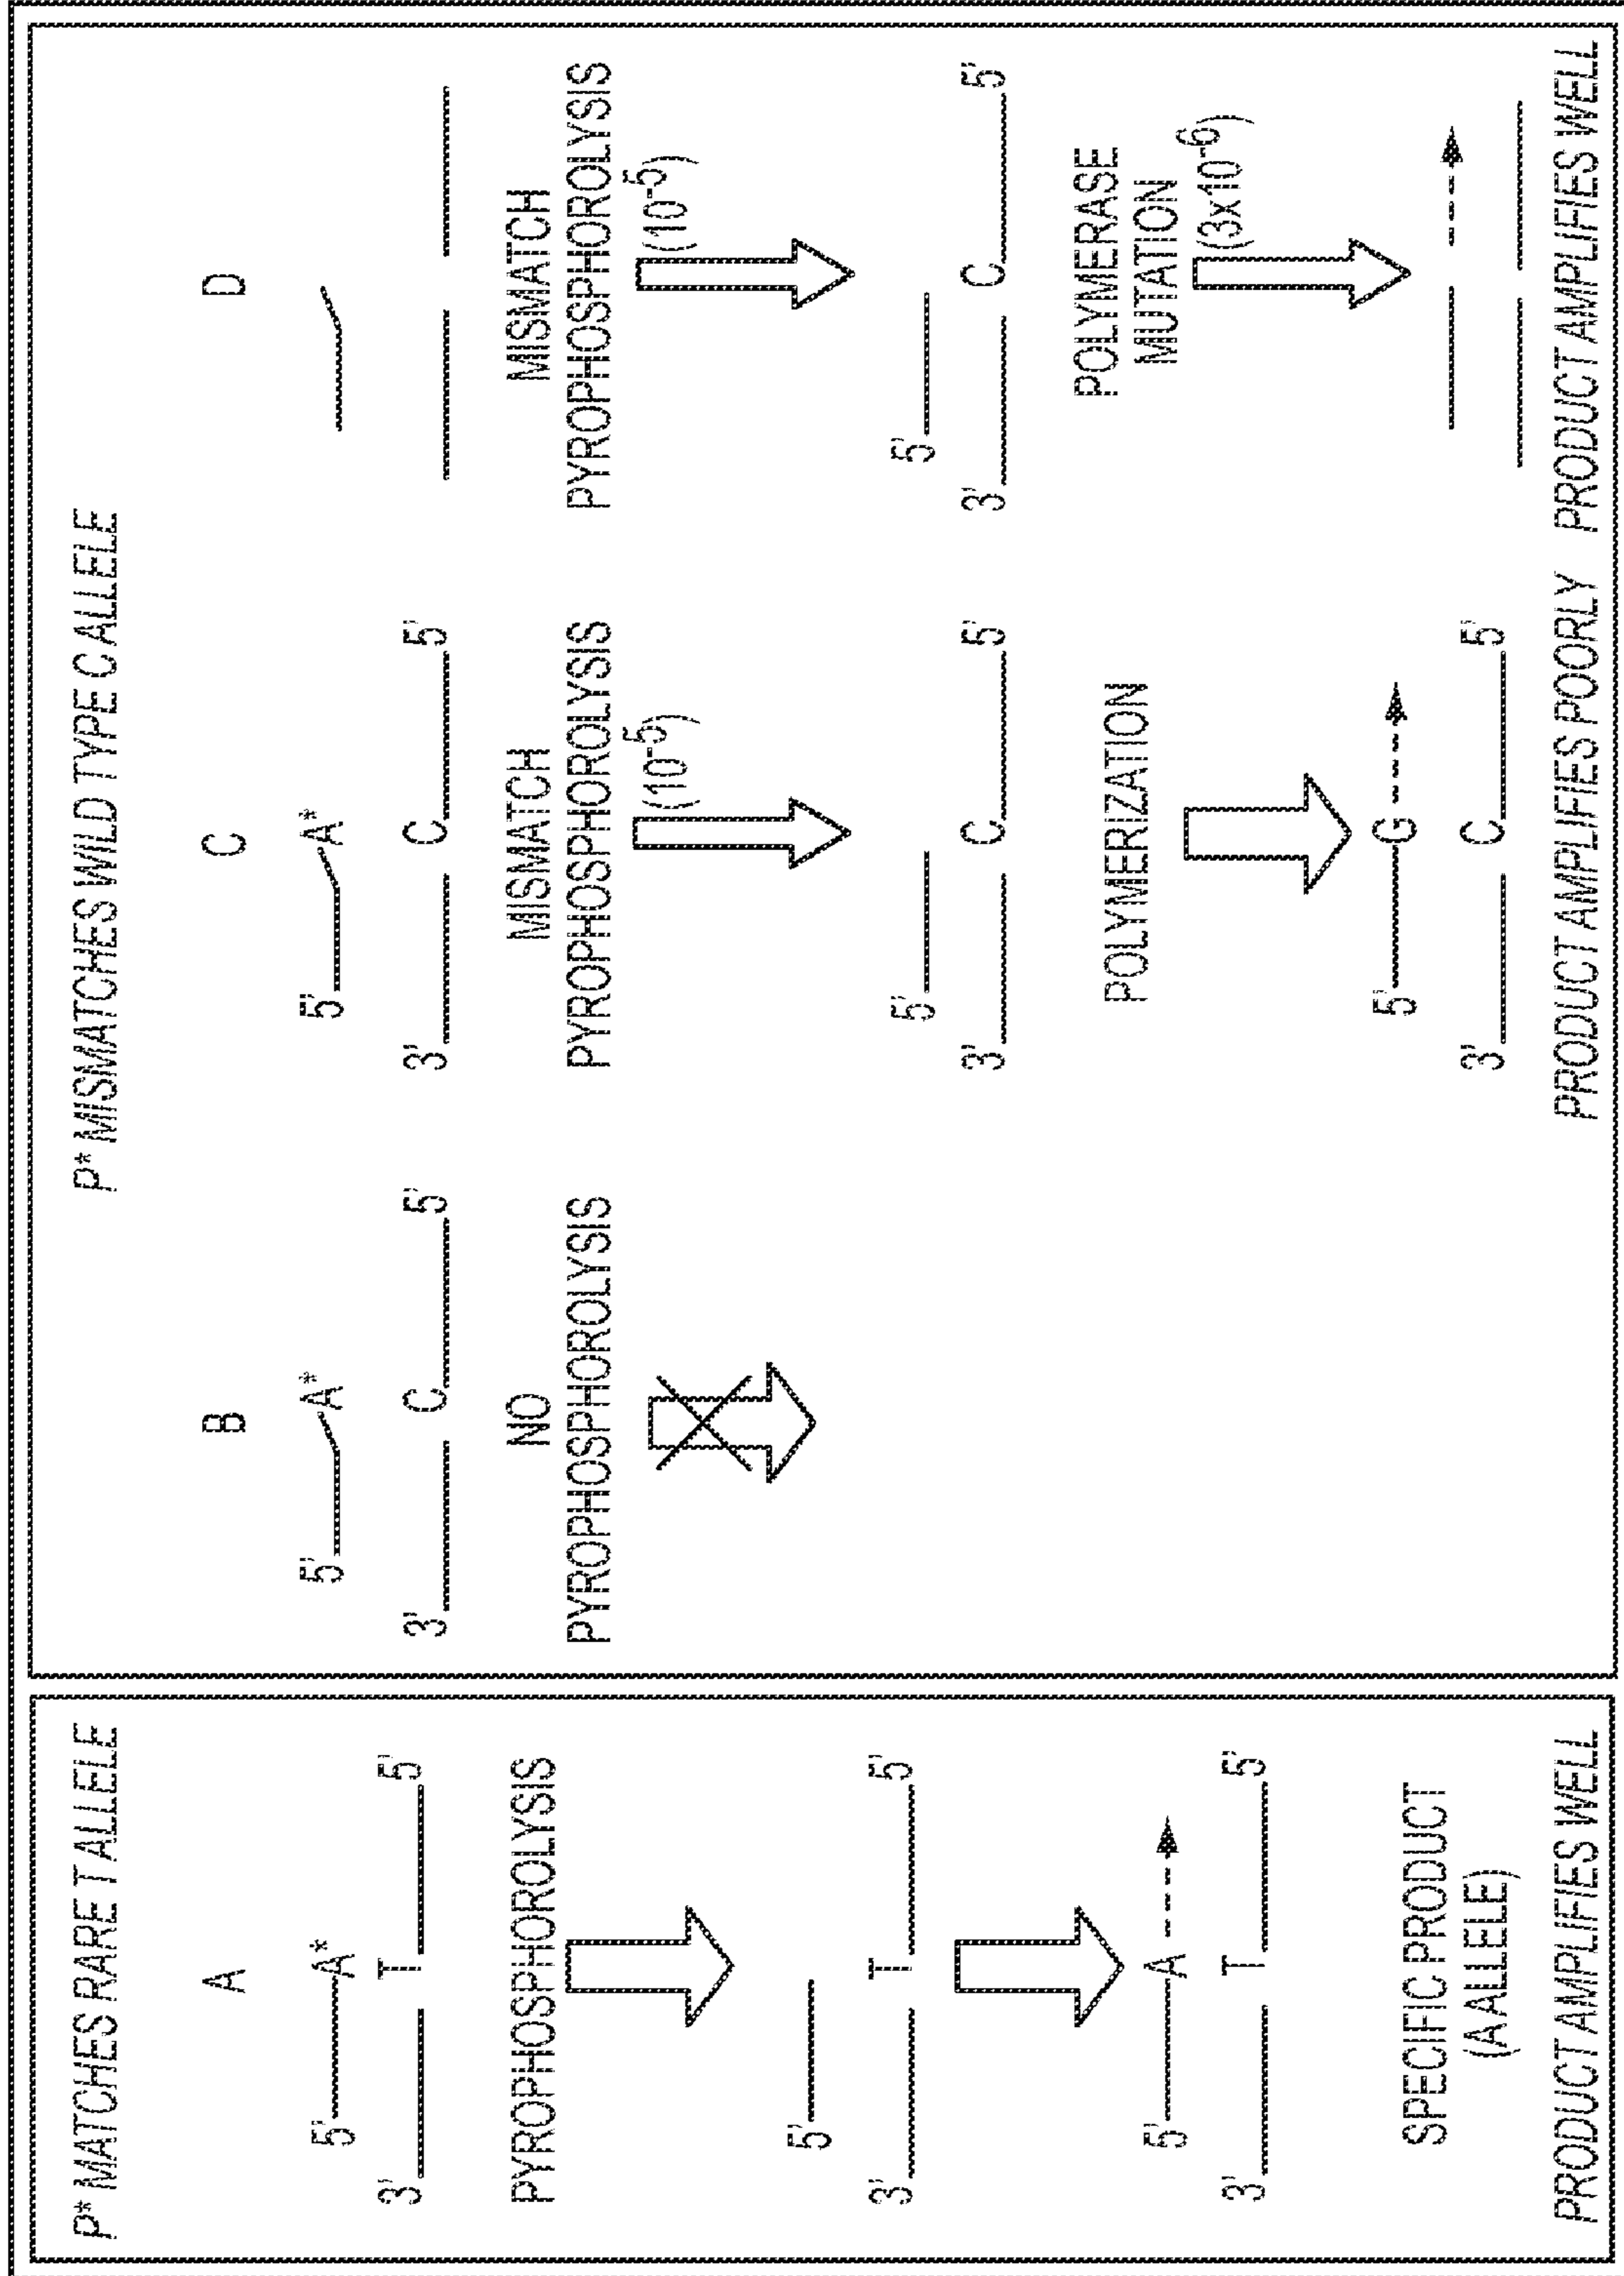 P* MATCHES RARE T ALLELE
A
5' A*
3' T 5'
PYROPHOSPHOROLYSIS
5'
3' T 5'
5' A
3' T 5'
SPECIFIC PRODUCT
(A ALLELE)
PRODUCT AMPLIFIES WELL
P* MISMATCHES WILD TYPE C ALLELE
B
5' A*
3' C 5'
NO
PYROPHOSPHOROLYSIS
C
5' A*
3' C 5'
MISMATCH
PYROPHOSPHOROLYSIS
(10-5)
5'
3' C 5'
POLYMERIZATION
5' G
3' C 5'
PRODUCT AMPLIFIES POORLY
D
MISMATCH
PYROPHOSPHOROLYSIS
(10-5)
5'
3' C 5'
POLYMERASE
MUTATION
(3x10-6)
PRODUCT AMPLIFIES WELL